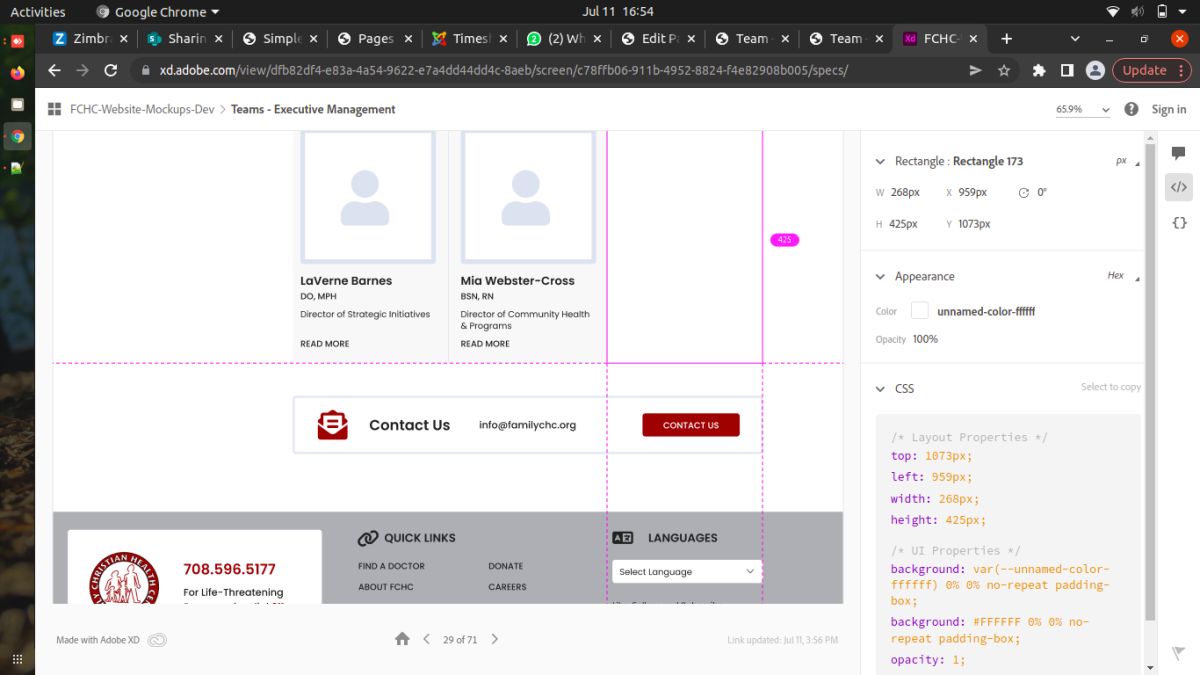 Activities
Google Chrome
Jul 11 16:54
Zimbr
Sharin
Simple
Pages
Times
(2) Wh
Edit Pa
Team
Team
FCHC-
xd.adobe.com/view/dfb82df4-e83a-4a54-9622-e7a4dd44dd4c-8aeb/screen/c78ffb06-911b-4952-8824-f4e82908b005/specs/
Update
FCHC-Website-Mockups-Dev > Teams - Executive Management
65.9%
Sign in
LaVerne Barnes
DO, MPH
Director of Strategic Initiatives
READ MORE
Mia Webster-Cross
BSN, RN
Director of Community Health
& Programs
READ MORE
425
Contact Us
info@familychc.org
CONTACT US
708.596.5177
For Life-Threatening
CHRISTIAN HEALTH
QUICK LINKS
FIND A DOCTOR
DONATE
ABOUT FCHC
CAREERS
LANGUAGES
Select Language
Made with Adobe XD
29 of 71
Link updated: Jul 11, 3:56 PM
Rectangle : Rectangle 173
px
W 268px
X 959px
0°
H 425px
Y 1073px
Appearance
Hex
Color
unnamed-color-ffffff
Opacity 100%
CSS
Select to copy
/* Layout Properties */
top: 1073px;
left: 959px;
width: 268px;
height: 425px;
/* UI Properties */
background: var(--unnamed-color-
ffffff) 0% 0% no-repeat padding-
box;
background: #FFFFFF 0% 0% no-
repeat padding-box;
opacity: 1;